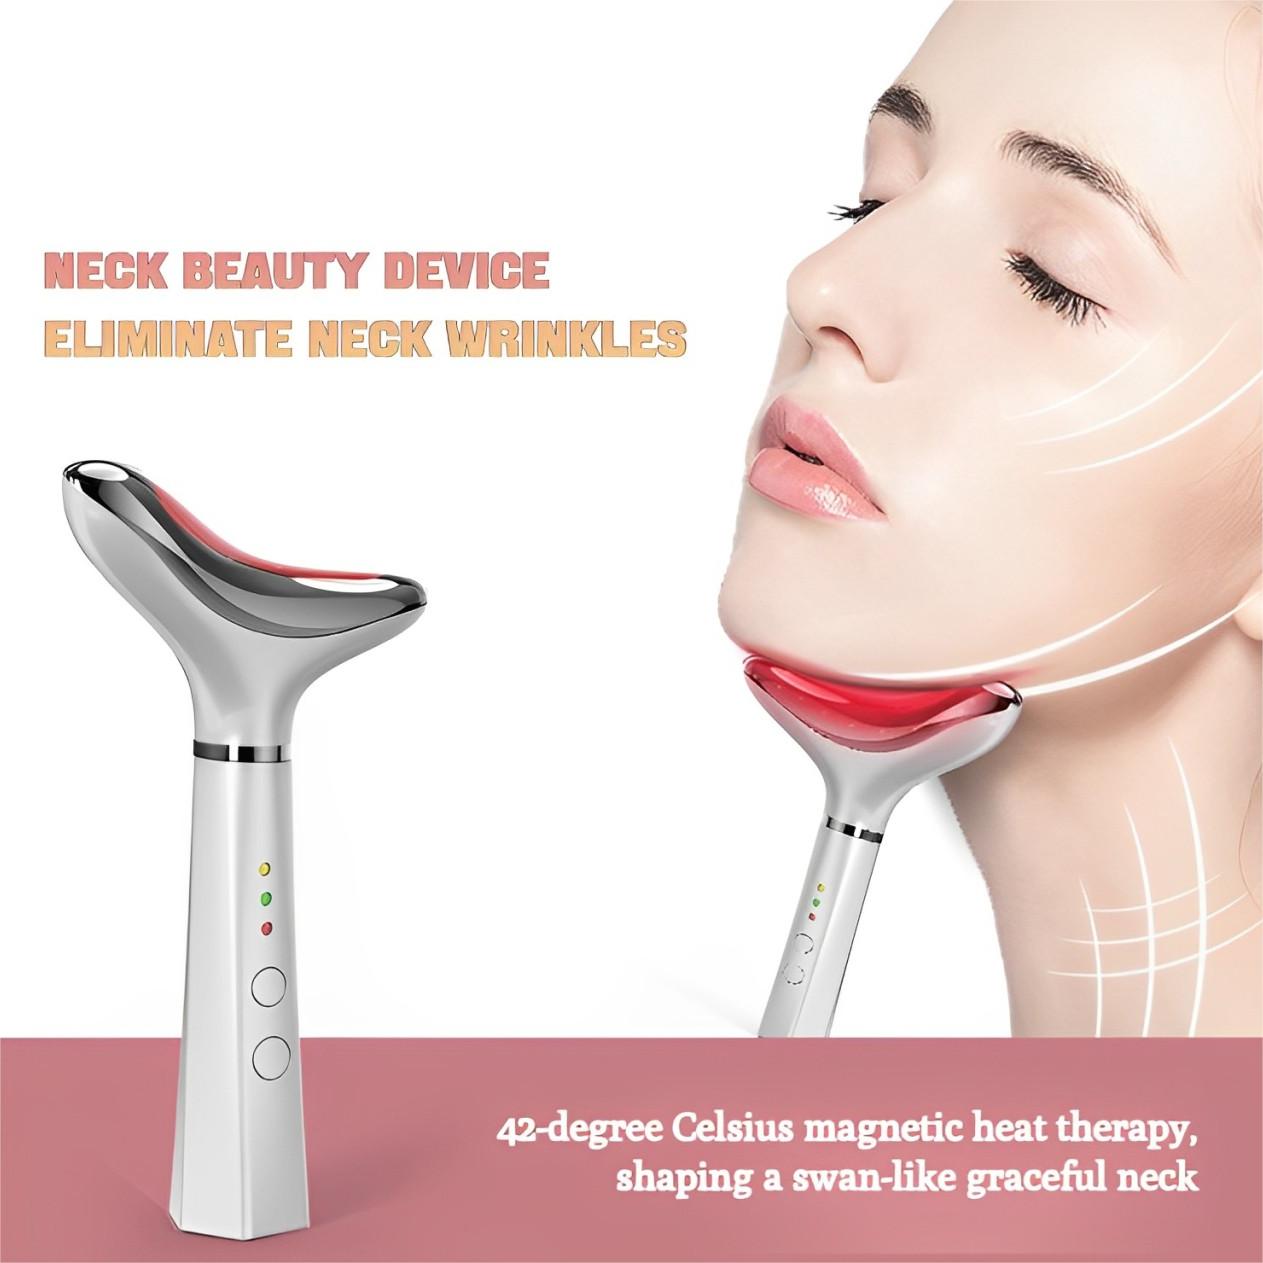 NECK BEAUTY DEVICE
ELIMINATE NECK WRINKLES
42-degree Celsius magnetic heat therapy,
shaping a swan-like graceful neck